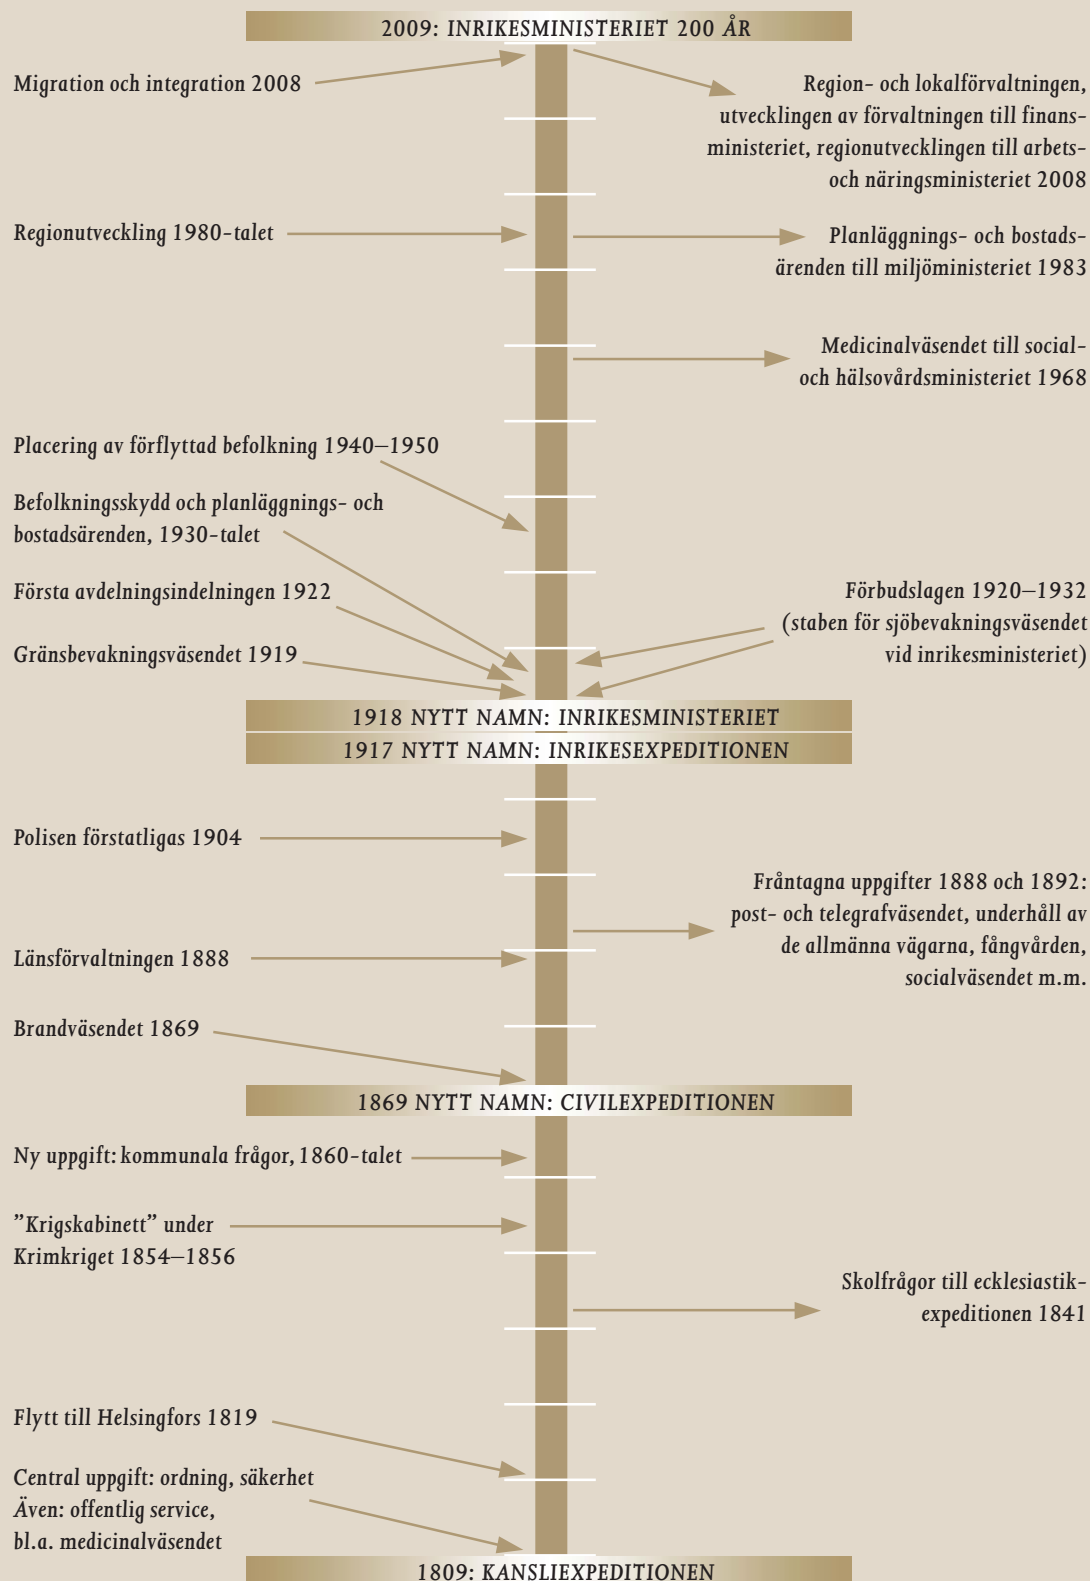 2009: INRIKESMINISTERIET 200 ÅR
Migration och integration 2008
Region- och lokalförvaltningen,
utvecklingen av förvaltningen till finans-
ministeriet, regionutvecklingen till arbets-
och näringsministeriet 2008
Regionutveckling 1980-talet
Planläggnings- och bostads-
ärenden till miljöministeriet 1983
Medicinalväsendet till social-
och hälsovårdsministeriet 1968
Placering av förflyttad befolkning 1940–1950
Befolkningsskydd och planläggnings- och
bostadsärenden, 1930-talet
Första avdelningsindelningen 1922
Förbudslagen 1920–1932
(staben för sjöbevakningsväsendet
vid inrikesministeriet)
Gränsbevakningsväsendet 1919
1918 NYTT NAMN: INRIKESMINISTERIET
1917 NYTT NAMN: INRIKESEXPEDITIONEN
Polisen förstatligas 1904
Fråntagna uppgifter 1888 och 1892:
post- och telegrafväsendet, underhåll av
de allmänna vägarna, fångvården,
socialväsendet m.m.
Länsförvaltningen 1888
Brandväsendet 1869
1869 NYTT NAMN: CIVILEXPEDITIONEN
Ny uppgift: kommunala frågor, 1860-talet
”Krigskabinett” under
Krimkriget 1854–1856
Skolfrågor till ecklesiastik-
expeditionen 1841
Flytt till Helsingfors 1819
Central uppgift: ordning, säkerhet
Även: offentlig service,
bl.a. medicinalväsendet
1809: KANSLIEXPEDITIONEN